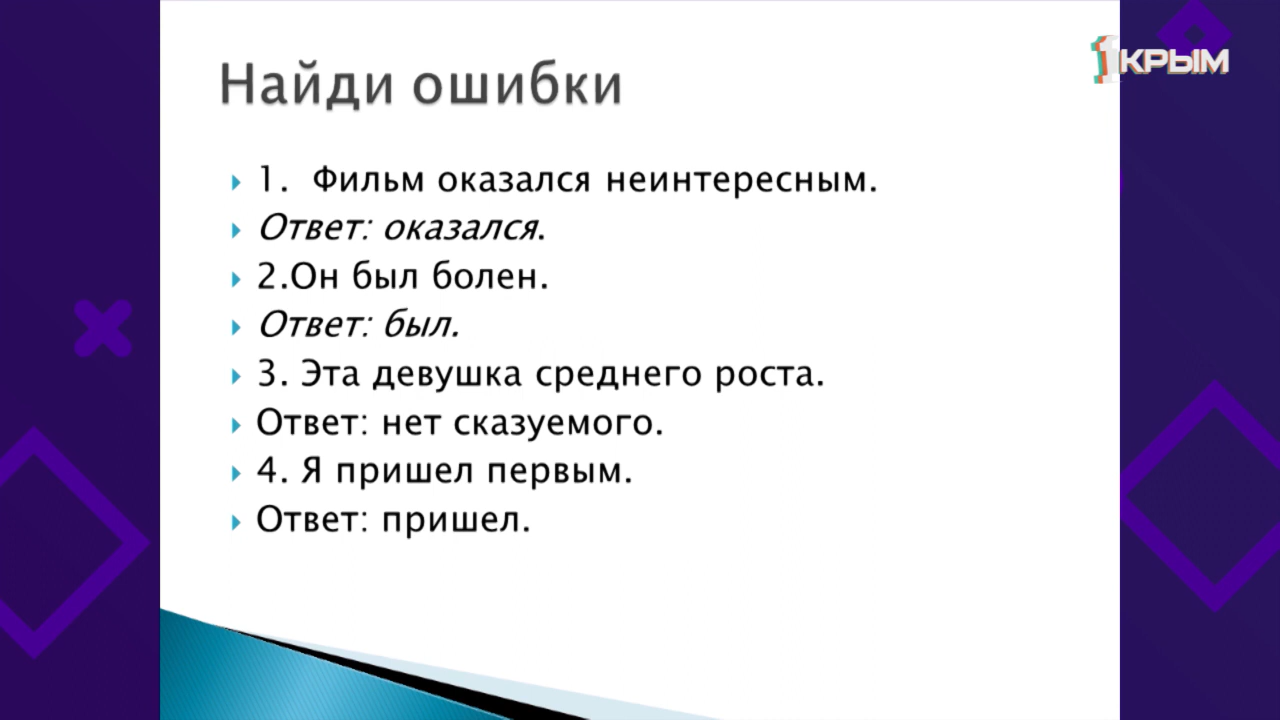 Найди ошибки
1КРЫМ
1. Фильм оказался неинтересным.
Ответ: оказался.
2.Он был болен.
Ответ: был.
3. Эта девушка среднего роста.
Ответ: нет сказуемого.
4. Я пришел первым.
Ответ: пришел.